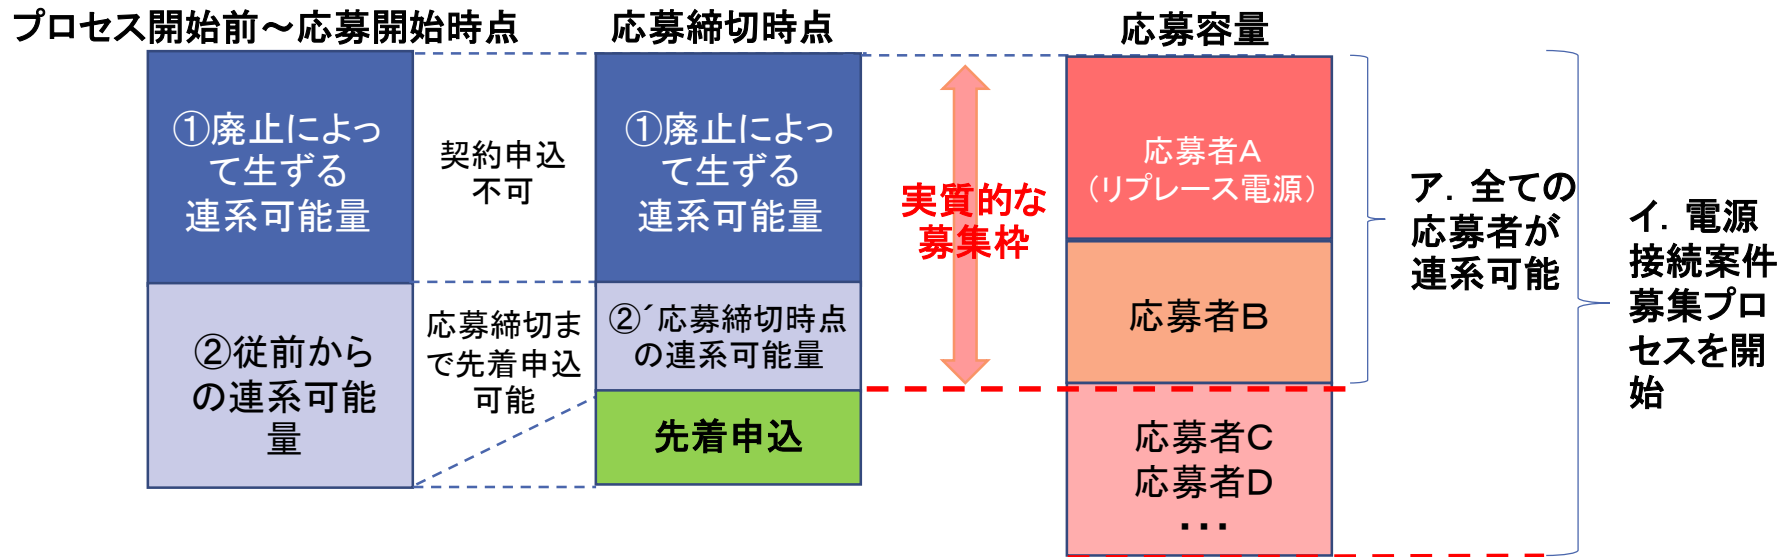 プロセス開始前～応募開始時点
①廃止によっ
て生ずる
連系可能量
②従前から
の連系可能
量
契約申込
不可
応募締切ま
で先着申込
可能
応募締切時点
①廃止によっ
て生ずる
連系可能量
②´応募締切時点
の連系可能量
先着申込
実質的な
募集枠
応募容量
応募者A
（リプレース電源）
応募者B
応募者C
応募者D
・・・
ア．全ての
応募者が
連系可能
イ．電源
接続案件
募集プロ
セスを開
始